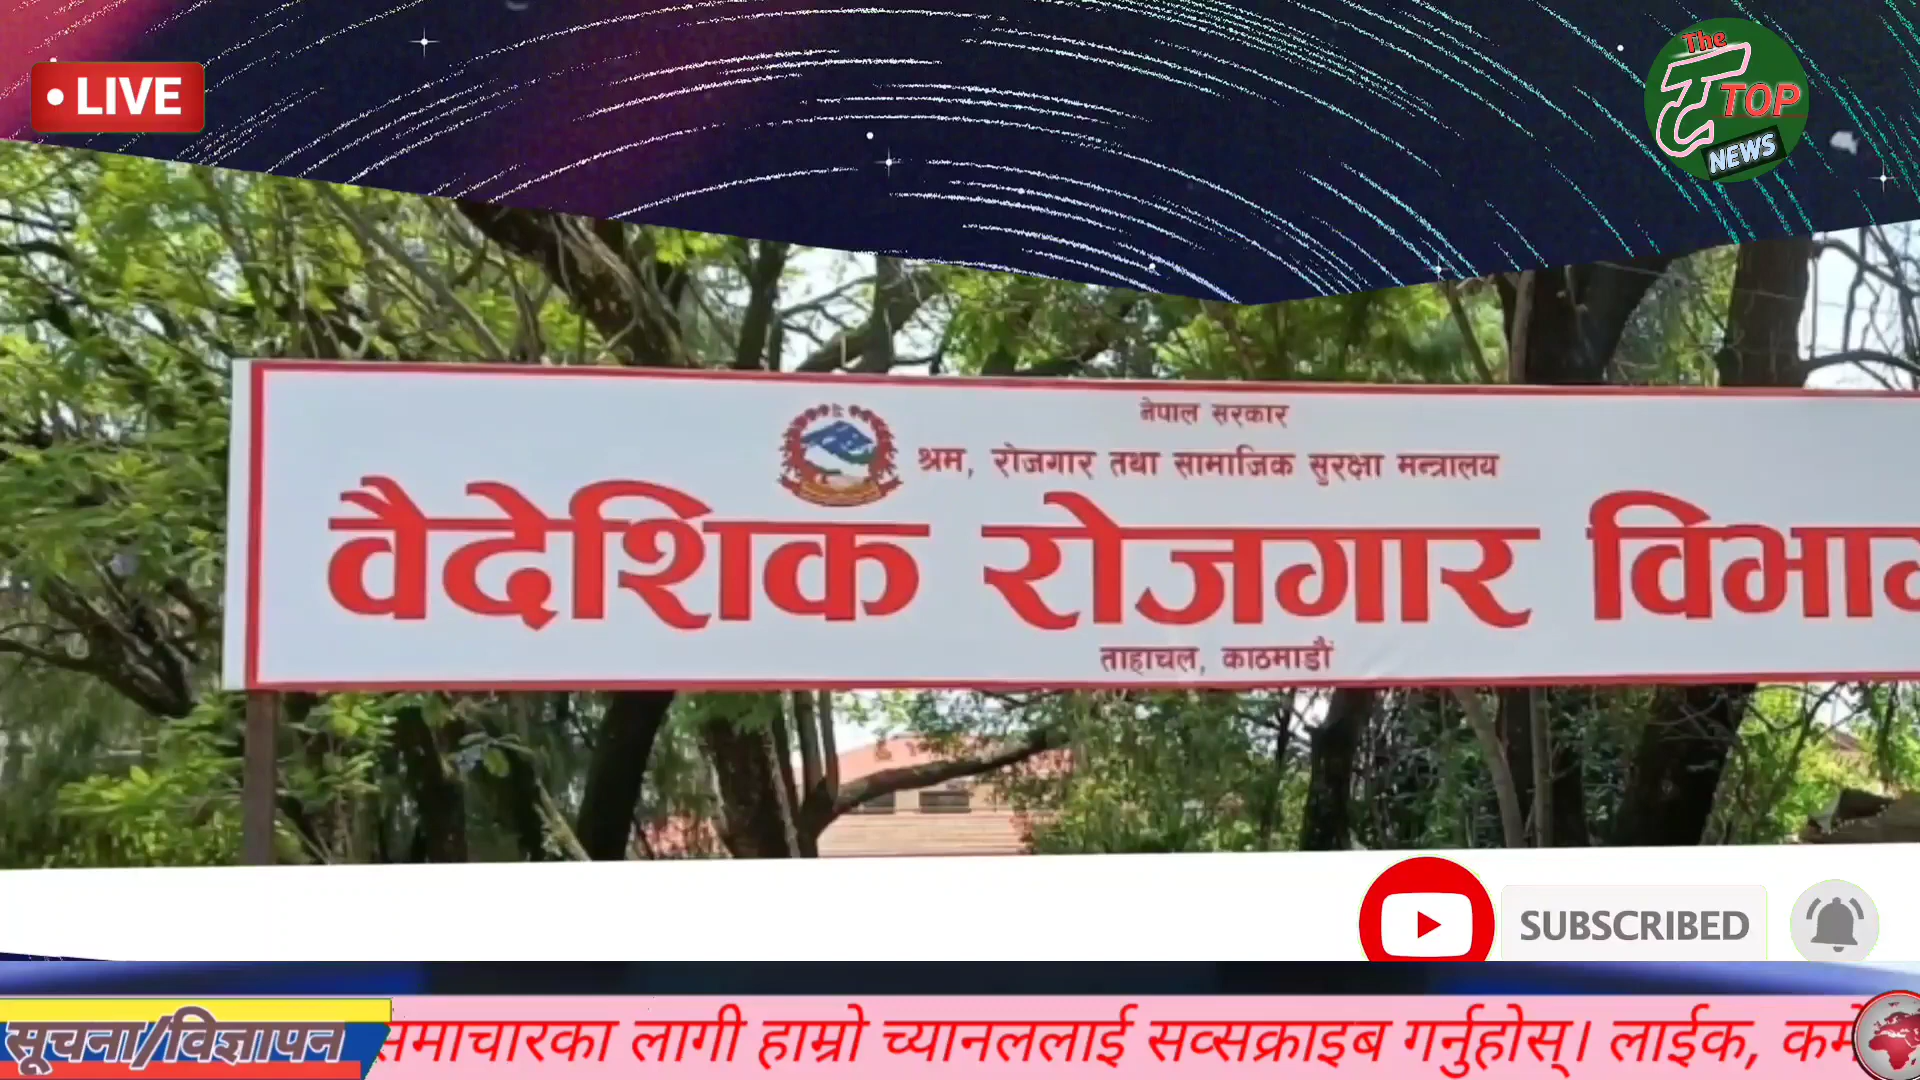 LIVE
The
TOP
NEWS
नेपाल सरकार
श्रम, रोजगार तथा सामाजिक सुरक्षा मन्त्रालय
वैदेशिक रोजगार
ताहाचल, काठमाडौं
SUBSCRIBED
सूचना/विज्ञापन
समाचारका लागी हाम्रो च्यानललाई सव्सक्राइब गर्नुहोस्। लाईक,